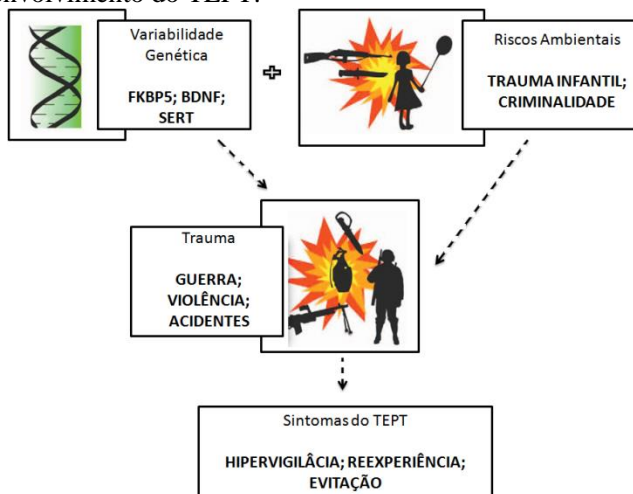 Variabilidade
Genética
FKBP5; BDNF;
SERT
Riscos Ambientais
TRAUMA INFANTIL;
CRIMINALIDADE
Trauma
GUERRA;
VIOLÊNCIA;
ACIDENTES
Sintomas do TEPT
HIPERVIGILÂCIA; REEXPERIÊNCIA;
EVITAÇÃO